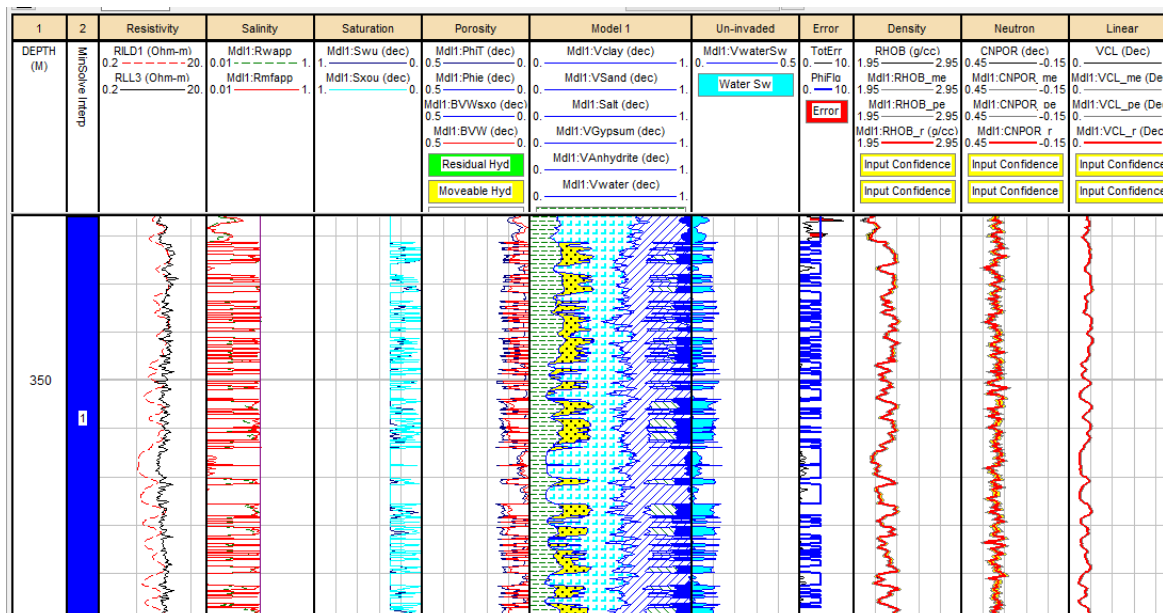 1
2
Resistivity
Salinity
Saturation
Porosity
Model 1
Un-invaded
Error
Density
Neutron
Linear
DEPTH
(M)
MinSolve Interp
RILD1 (Ohm-m)
0.2 20.
RLL3 (Ohm-m)
0.2 20.
Mdl1:Rwapp
0.01 1.
Mdl1:Rmfapp
0.01 1.
Mdl1:Swu (dec)
1. 0.
Mdl1:Sxou (dec)
1. 0.
Mdl1:PhiT (dec)
0.5 0.
Mdl1:Phie (dec)
0.5 0.
Mdl1:BVWsxo (dec)
0.5 0.
Mdl1:BVW (dec)
0.5 0.
Residual Hyd
Moveable Hyd
Mdl1:Vclay (dec)
0. 1.
Mdl1:VSand (dec)
0. 1.
Mdl1:Salt (dec)
0. 1.
Mdl1:VGypsum (dec)
0. 1.
Mdl1:VAnhydrite (dec)
0. 1.
Mdl1:Vwater (dec)
0. 1.
Mdl1:VwaterSw
0. 0.5
Water Sw
TotErr
0. 10.
PhiFla
0. 10.
Error
RHOB (g/cc)
1.95 2.95
Mdl1:RHOB_me
1.95 2.95
Mdl1:RHOB_pe
1.95 2.95
Mdl1:RHOB_r (g/cc)
1.95 2.95
Input Confidence
Input Confidence
CNPOR (dec)
0.45 -0.15
Mdl1:CNPOR_me
0.45 -0.15
Mdl1:CNPOR_pe
0.45 -0.15
Mdl1:CNPOR_r
0.45 -0.15
Input Confidence
Input Confidence
VCL (Dec)
0.
Mdl1:VCL_me (De
0.
Mdl1:VCL_pe (De
0.
Mdl1:VCL_r (Dec
0.
Input Confidence
Input Confidence
350
1